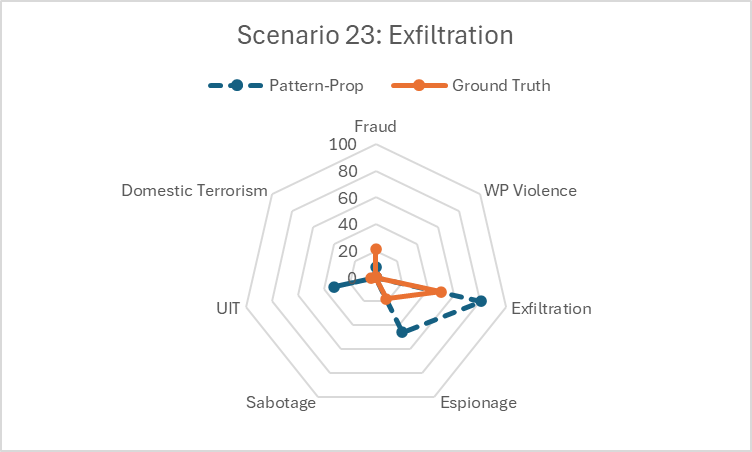 Scenario 23: Exfiltration
Pattern-Prop
Ground Truth
Fraud
100
80
60
40
20
0
Domestic Terrorism
WP Violence
UIT
Exfiltration
Sabotage
Espionage